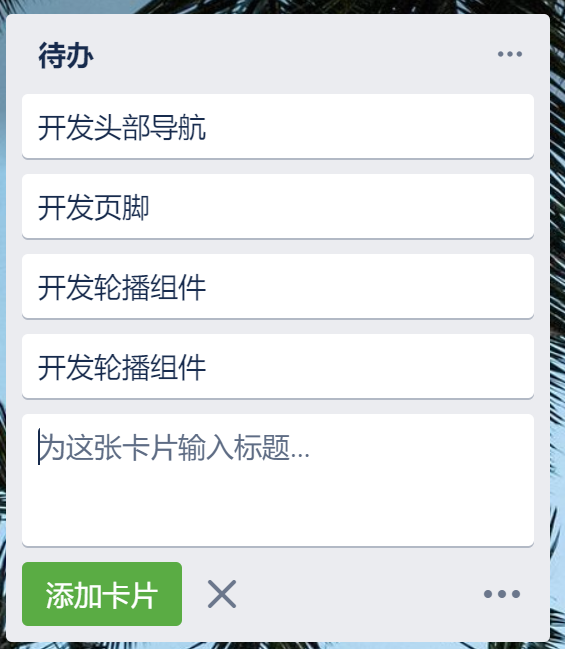 待办
开发头部导航
开发页脚
开发轮播组件
开发轮播组件
为这张卡片输入标题...
添加卡片